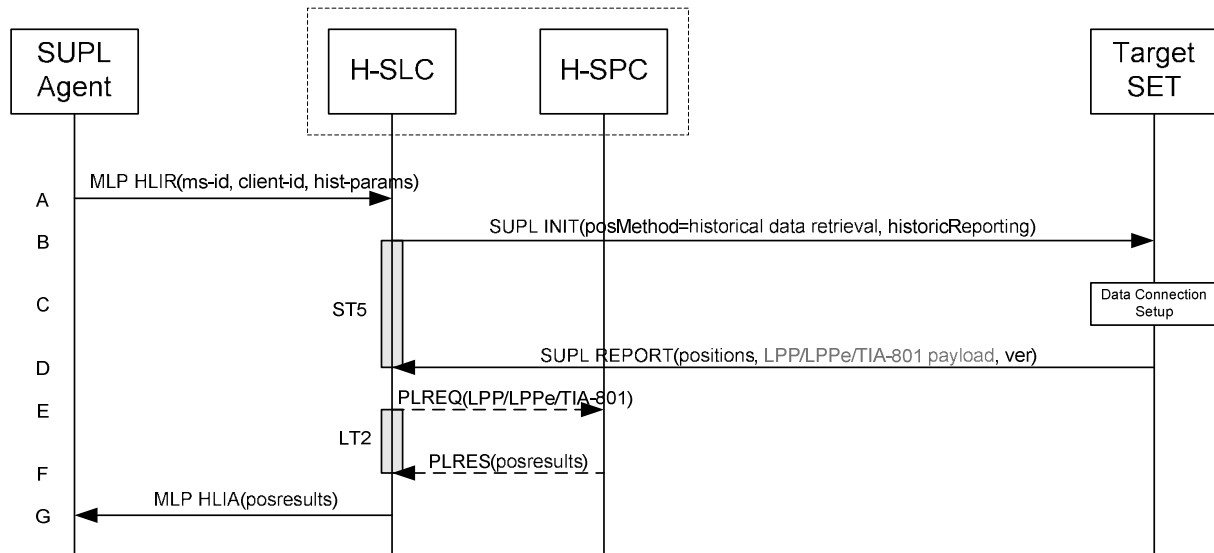 SUPL
Agent
H-SLC
H-SPC
Target
SET
MLP HLIR(ms-id, client-id, hist-params)
A
SUPL INIT(posMethod=historical data retrieval, historicReporting)
B
C
ST5
Data Connection
Setup
SUPL REPORT(positions, LPP/LPPe/TIA-801 payload, ver)
D
PLREQ(LPP/LPPe/TIA-801)
E
LT2
PLRES(posresults)
F
MLP HLIA(posresults)
G